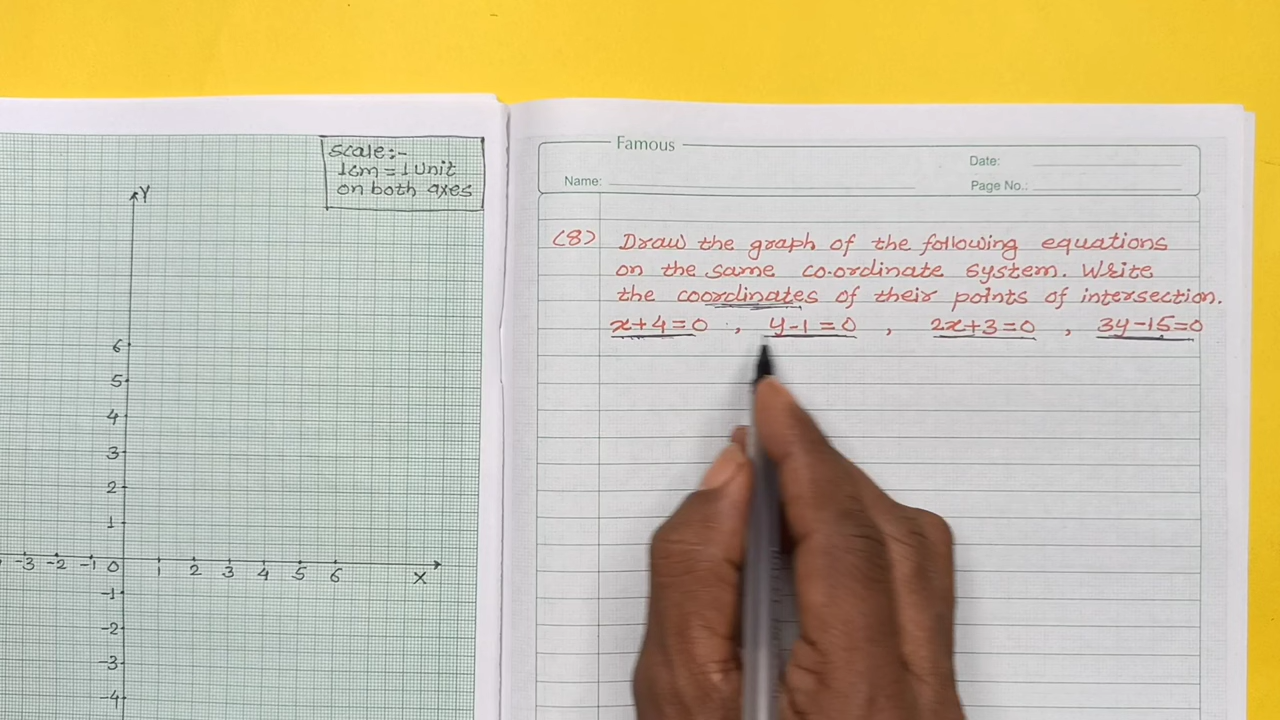 Scale:-
1cm = 1 Unit
on both axes
Y
6
5
4
3
2
1
-3 -2 -1 0 1 2 3 4 5 6 X
-1
-2
-3
-4
Famous
Date:
Name:
Page No.:
(8) Draw the graph of the following equations
on the same co-ordinate system. Write
the coordinates of their points of intersection.
x+4=0 , y-1=0 , 2x+3=0 , 3y-15=0